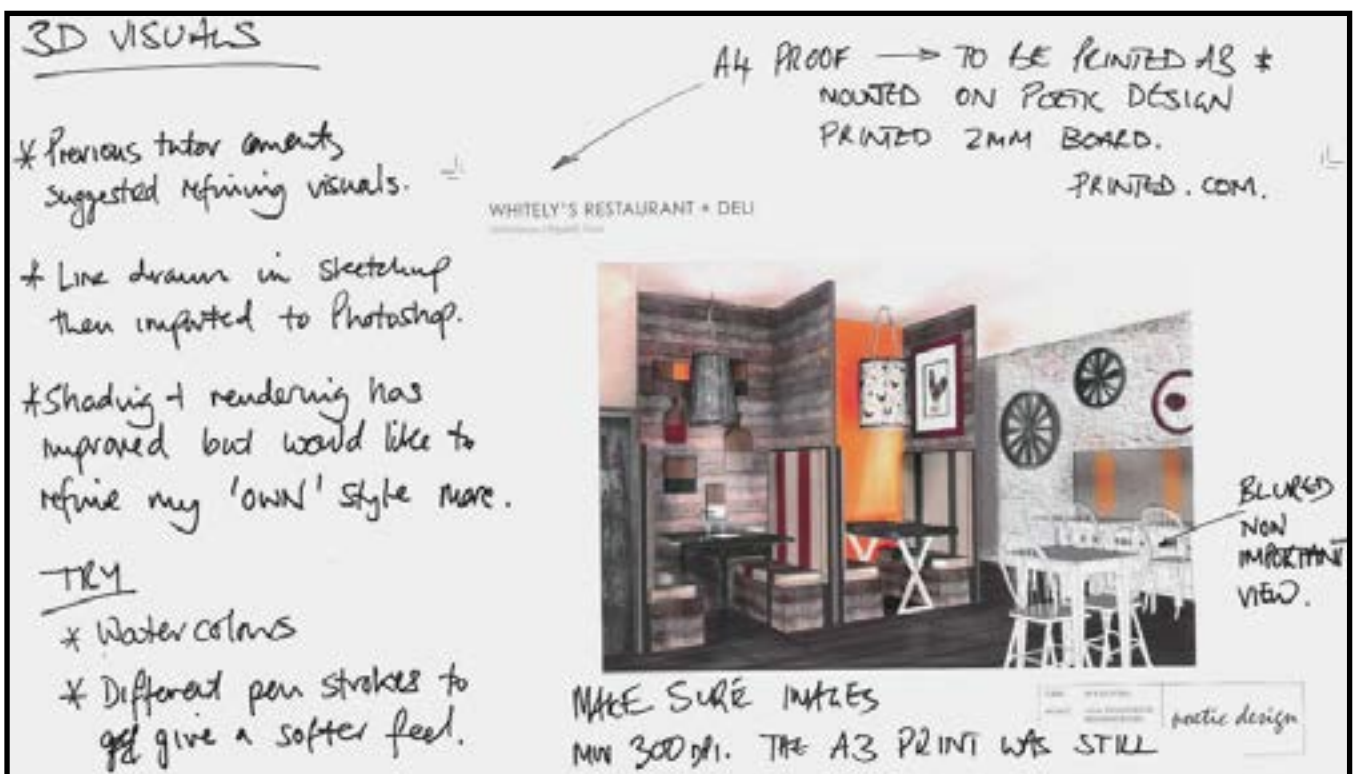 3D VISUALS
* Previous tutor coments
suggested refining visuals.
* Line drawn in Sketchup
then imported to Photoshop.
* Shading + rendering has
improved but would like to
refine my 'OWN' style more.
TRY
* Watercolours
* Different pen strokes to
give a softer feel.
A4 PROOF → TO BE PRINTED A3 &
MOUNTED ON POETIC DESIGN
PRINTED 2MM BOARD.
PRINTED.COM.
WHITELY'S RESTAURANT + DELI
BLURED
NON
IMPORTANT
VIEW.
MAKE SURE IMAGES
MIN 300 DPI. THE A3 PRINT WAS STILL
poetic design